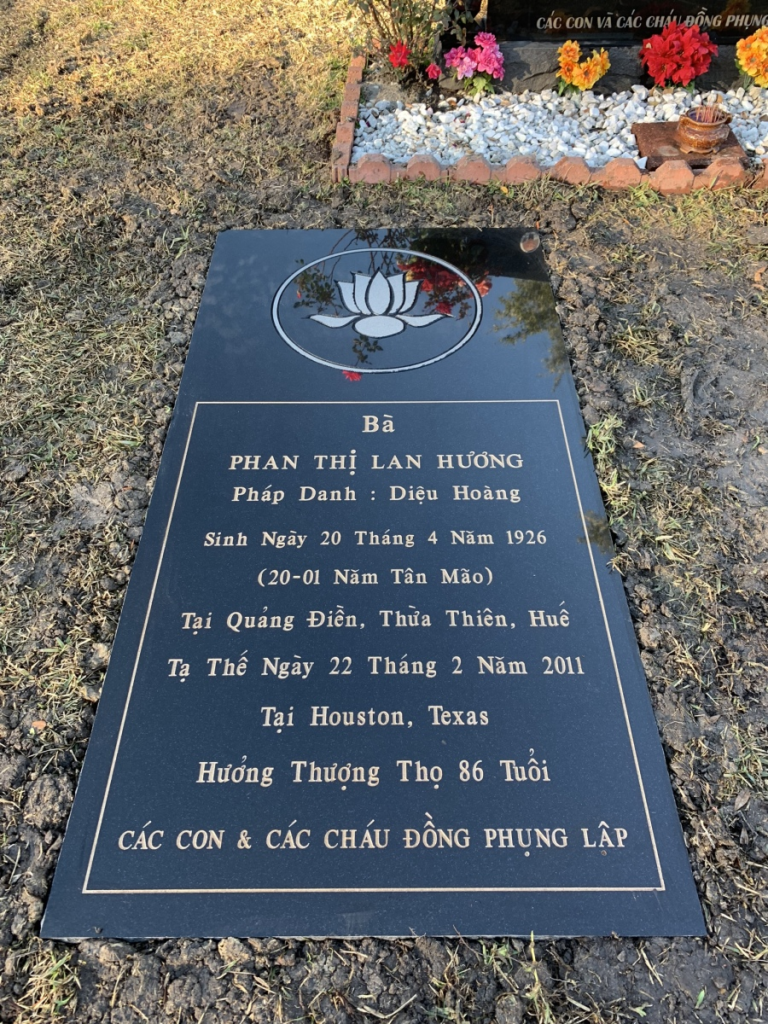 CÁC CON VÀ CÁC CHÁU ĐỒNG PHỤNG
Bà
PHAN THỊ LAN HƯƠNG
Pháp Danh : Diệu Hoàng
Sinh Ngày 20 Tháng 4 Năm 1926
(20-01 Năm Tân Mão)
Tại Quảng Điền, Thừa Thiên, Huế
Tạ Thế Ngày 22 Tháng 2 Năm 2011
Tại Houston, Texas
Hưởng Thượng Thọ 86 Tuổi
CÁC CON & CÁC CHÁU ĐỒNG PHỤNG LẬP